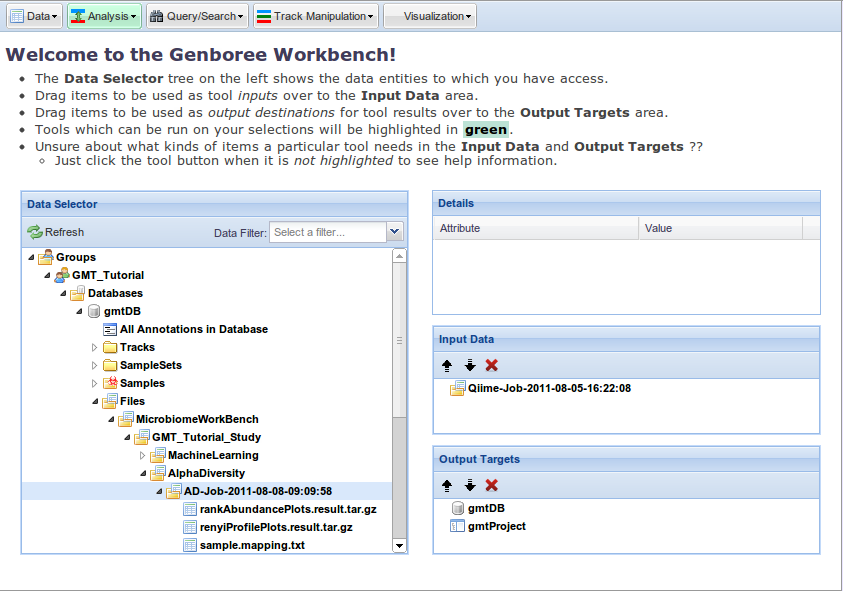 Data Analysis Query/Search Track Manipulation Visualization
Welcome to the Genboree Workbench!
The Data Selector tree on the left shows the data entities to which you have access.
Drag items to be used as tool inputs over to the Input Data area.
Drag items to be used as output destinations for tool results over to the Output Targets area.
Tools which can be run on your selections will be highlighted in green.
Unsure about what kinds of items a particular tool needs in the Input Data and Output Targets ??
Just click the tool button when it is not highlighted to see help information.
Data Selector
Refresh Data Filter: Select a filter...
Groups
GMT_Tutorial
Databases
gmtDB
All Annotations in Database
Tracks
SampleSets
Samples
Files
MicrobiomeWorkBench
GMT_Tutorial_Study
MachineLearning
AlphaDiversity
AD-Job-2011-08-08-09:09:58
rankAbundancePlots.result.tar.gz
renyiProfilePlots.result.tar.gz
sample.mapping.txt
Details
Attribute Value
Input Data
Qiime-Job-2011-08-05-16:22:08
Output Targets
gmtDB
gmtProject